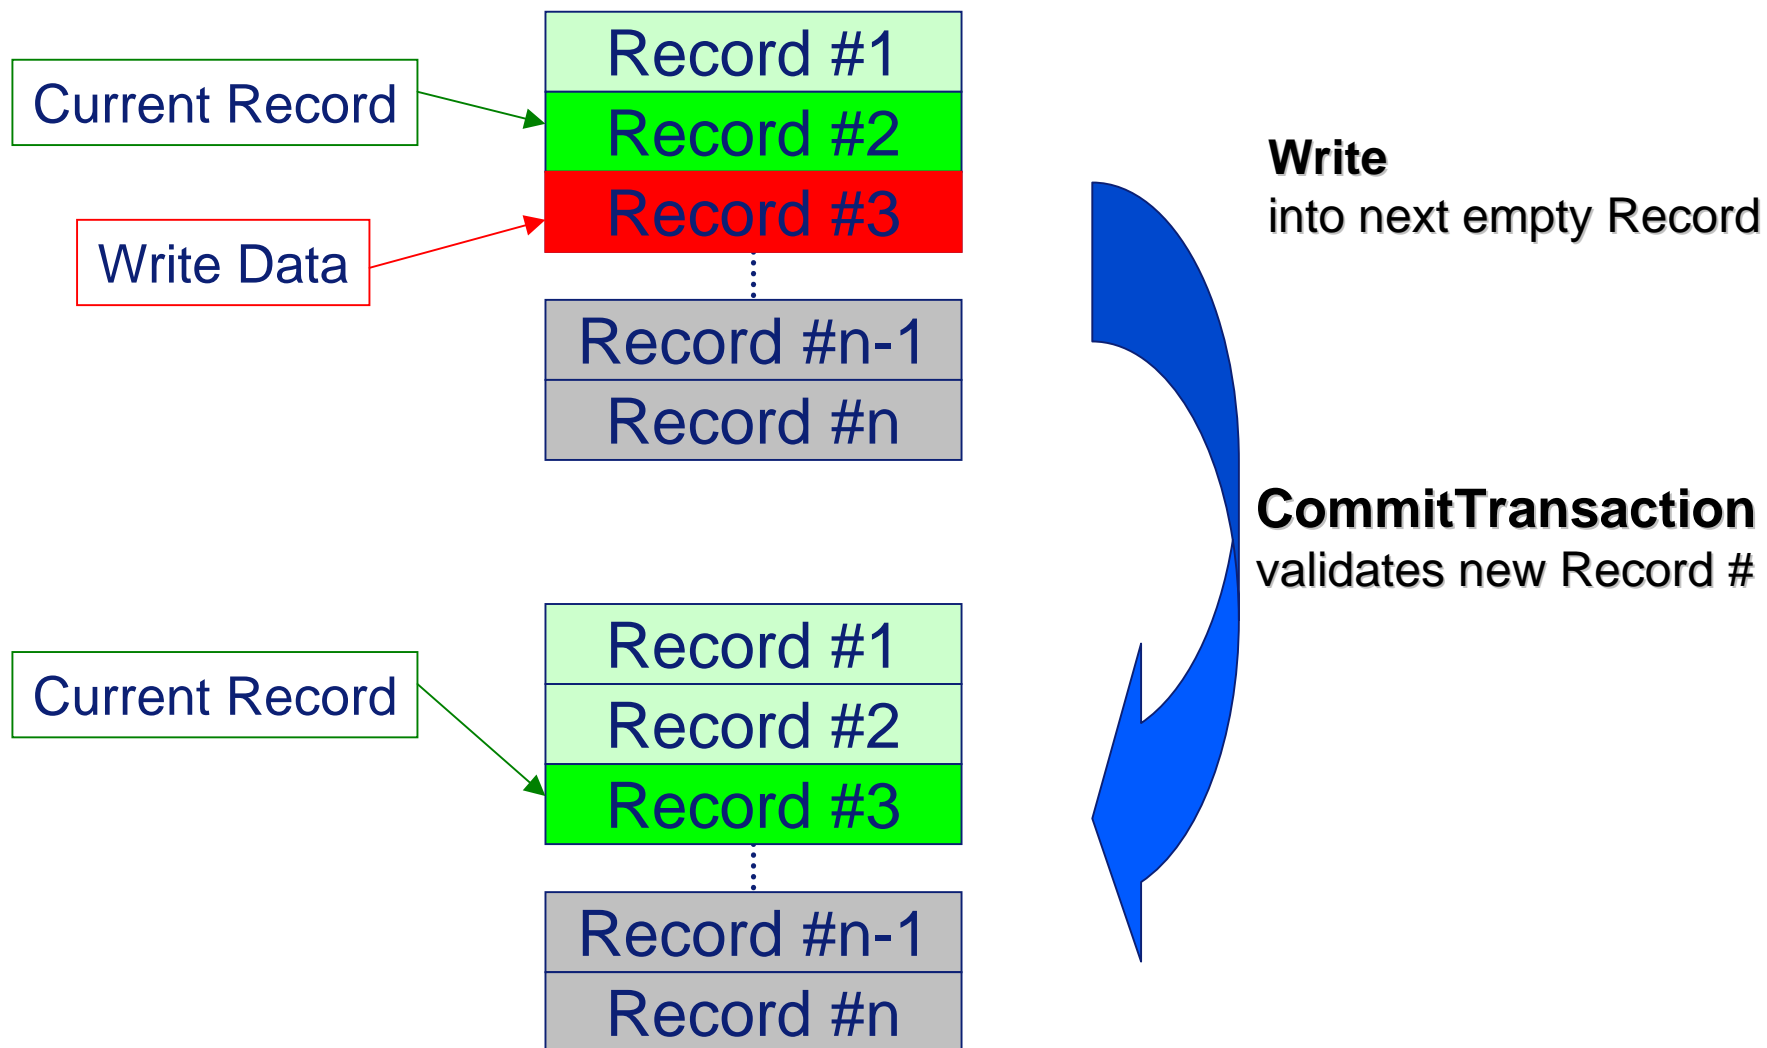 Record #1
Current Record
Record #2
Write Data
Record #3
Record #n-1
Record #n
Write
into next empty Record
CommitTransaction
validates new Record #
Record #1
Current Record
Record #2
Record #3
Record #n-1
Record #n